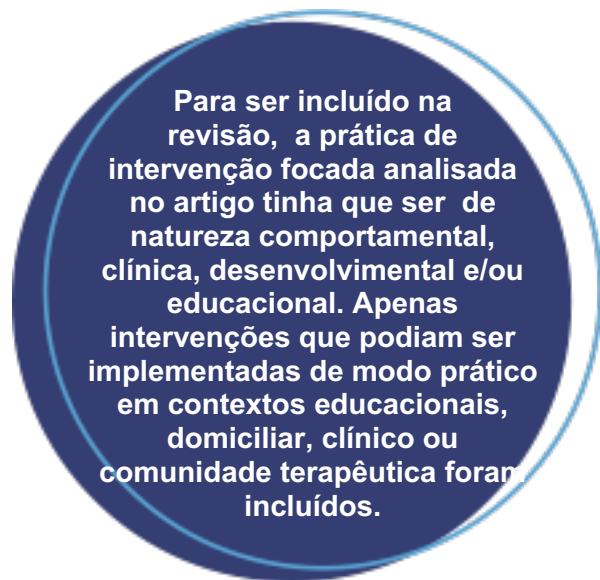 Para ser incluído na
revisão,  a prática de
intervenção focada analisada
no artigo tinha que ser  de
natureza comportamental,
clínica, desenvolvimental e/ou
educacional. Apenas
intervenções que podiam ser
implementadas de modo prático
em contextos educacionais,
domiciliar, clínico ou
comunidade terapêutica foram
incluídos.